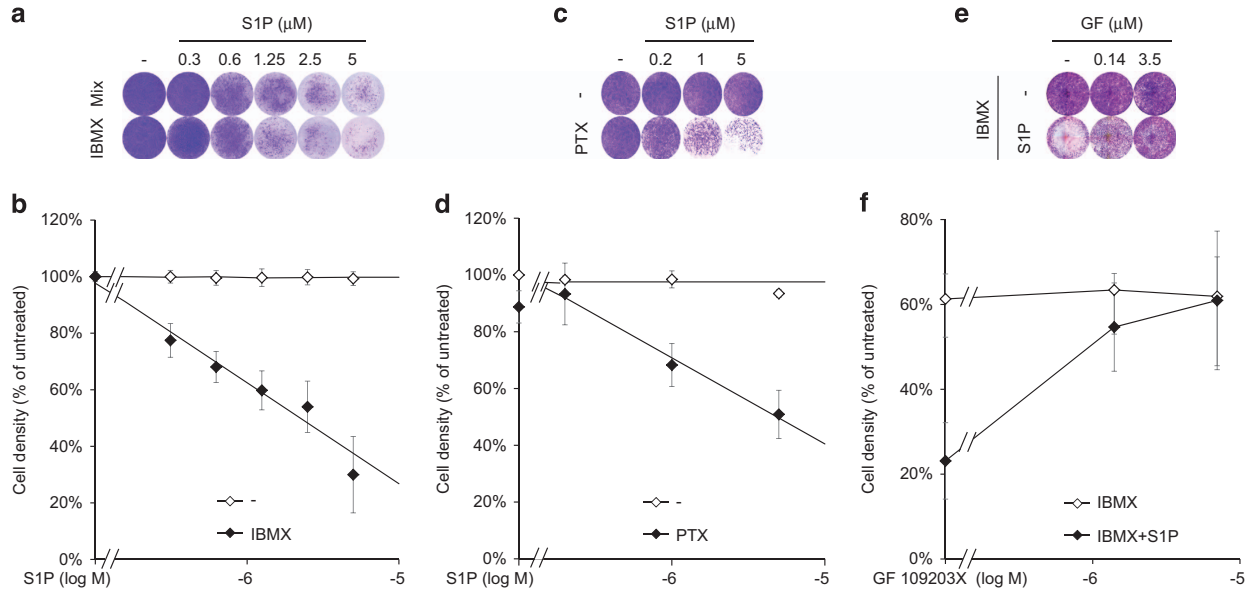 a
S1P (μM)
- 0.3 0.6 1.25 2.5 5
Mix
IBMX
c
S1P (μM)
- 0.2 1 5
-
PTX
e
GF (μM)
- 0.14 3.5
IBMX
-
S1P
b
120%
100%
80%
60%
40%
20%
0%
Cell density (% of untreated)
-
IBMX
S1P (log M) -6 -5
d
120%
100%
80%
60%
40%
20%
0%
Cell density (% of untreated)
-
PTX
S1P (log M) -6 -5
f
80%
60%
40%
20%
0%
Cell density (% of untreated)
IBMX
IBMX+S1P
GF 109203X (log M) -6 -5